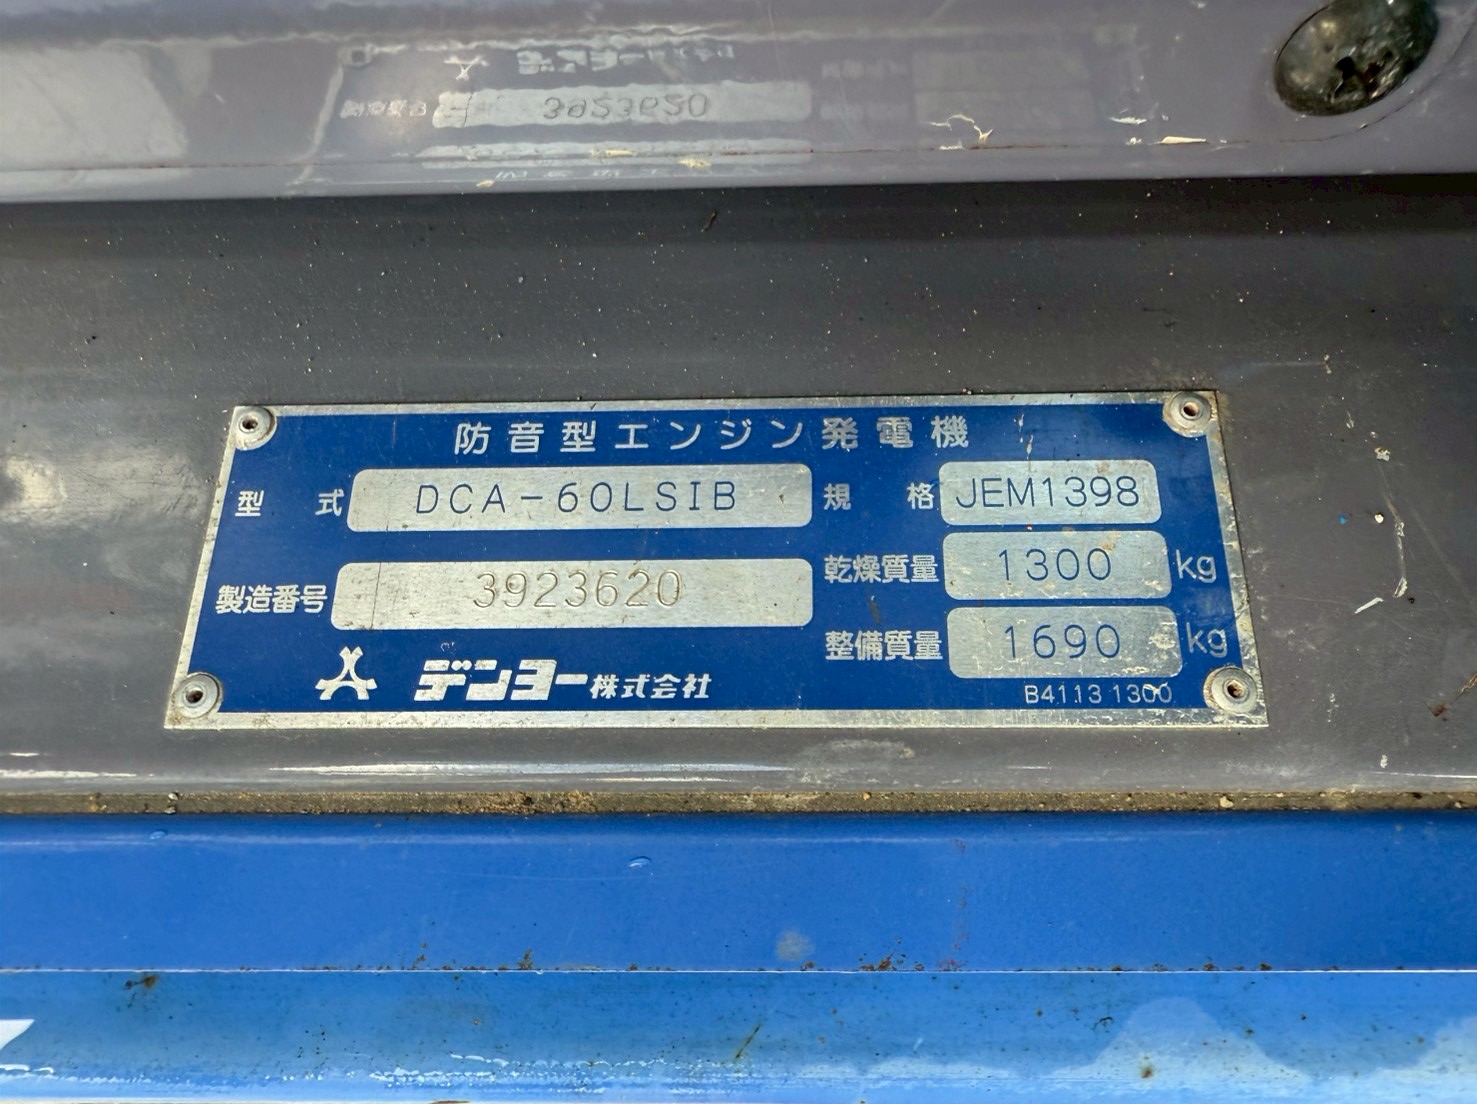 防音型エンジン発電機
型式 DCA-60LSIB 規格 JEM1398
製造番号 3923620 乾燥質量 1300 kg
整備質量 1690 kg
デンヨー株式会社
B4113 1300